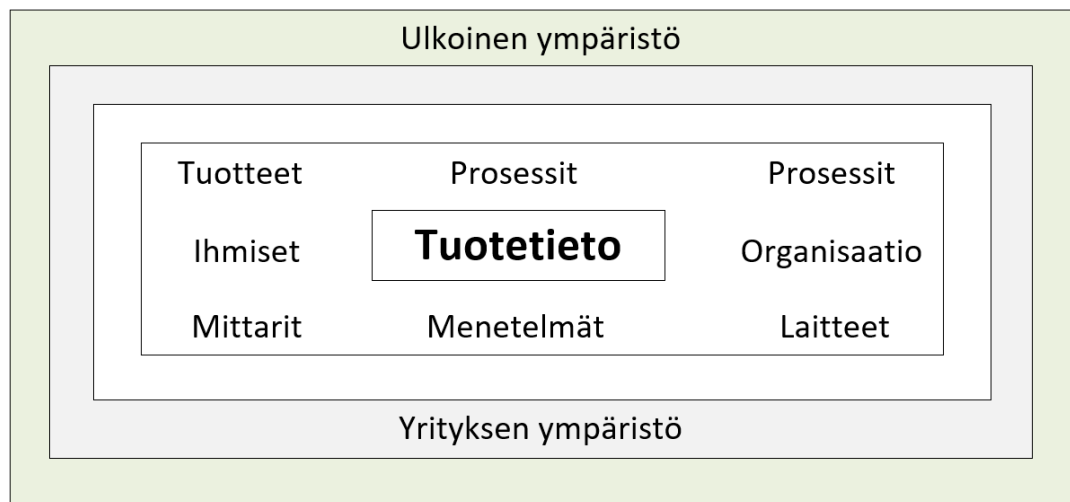 Ulkoinen ympäristö
Tuotteet Prosessit Prosessit
Ihmiset Tuotetieto Organisaatio
Mittarit Menetelmät Laitteet
Yrityksen ympäristö